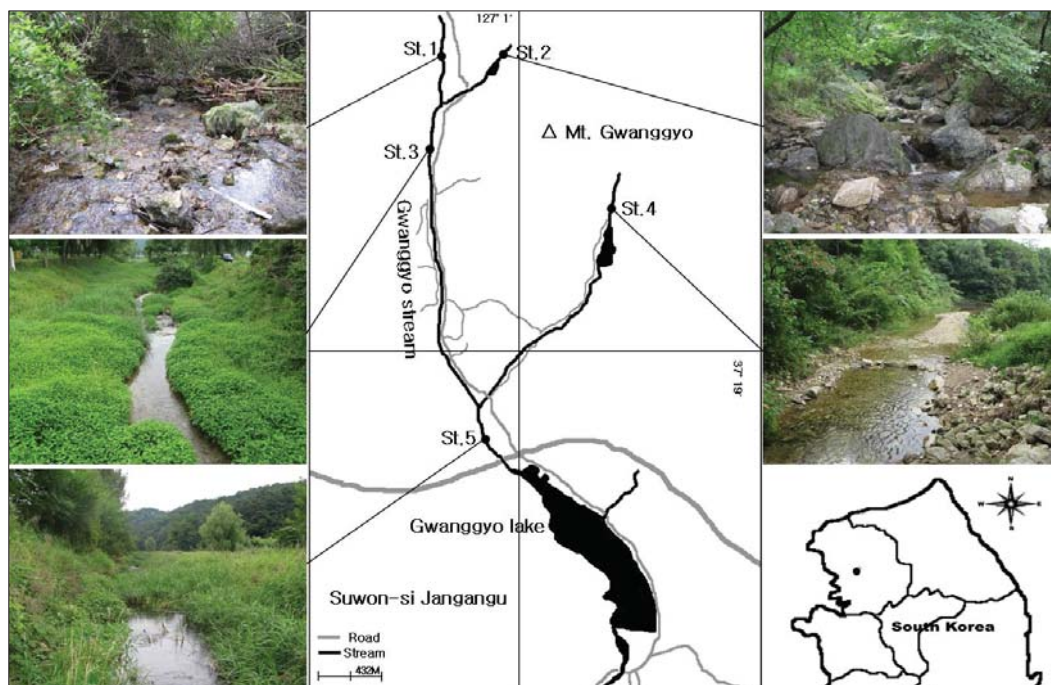 127° 1'
St.1
St.2
Δ Mt. Gwanggyo
St.3
St.4
Gwanggyo stream
37° 19'
St.5
Gwanggyo lake
Suwon-si Jangangu
Road
Stream
432M
N
W
E
S
South Korea